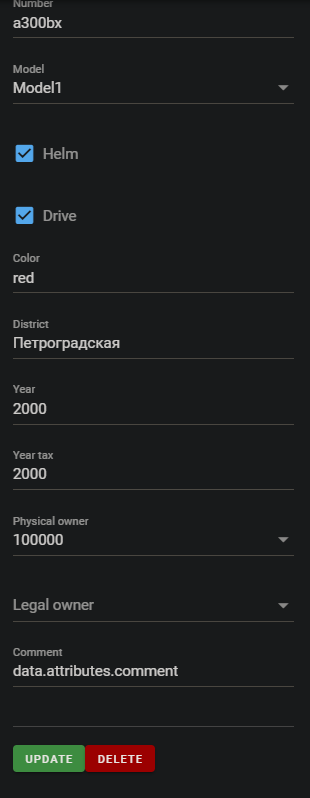 Number
a300bx
Model
Model1
Helm
Drive
Color
red
District
Петроградская
Year
2000
Year tax
2000
Physical owner
100000
Legal owner
Comment
data.attributes.comment
UPDATE
DELETE